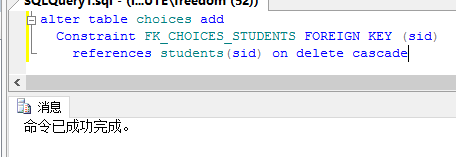 SQLQuery1.sql - (l...UTE\freedom (52))
alter table choices add
Constraint FK_CHOICES_STUDENTS FOREIGN KEY (sid)
references students(sid) on delete cascade
消息
命令已成功完成。